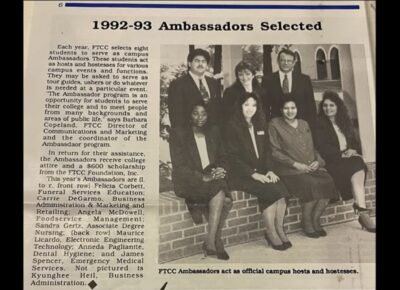 6
1992-93 Ambassadors Selected
Each year, FTCC selects eight
students to serve as campus
Ambassadors. These students act
as hosts and hostesses for various
campus events and functions.
They may be asked to serve as
tour guides, ushers or do whatever
is needed at a particular event.
"The Ambassador program is an
opportunity for students to serve
their college and to meet people
from many backgrounds and
areas of public life," says Barbara
Copeland, FTCC Director of
Communications and Marketing
and the coordinator of the
Ambassador program.
In return for their assistance,
the Ambassadors receive college
attire and a $600 scholarship
from the FTCC Foundation, Inc.
This year's Ambassadors are (l.
to r. front row) Felicia Corbett,
Funeral Services Education;
Carrie DeGarmo, Business
Administration & Marketing and
Retailing; Angela McDowell,
Foodservice Management;
Sandra Gertz, Associate Degree
Nursing; (back row) Maurice
Licardo, Electronic Engineering
Technology; Anneda Pagliante,
Dental Hygiene; and James
Spencer, Emergency Medical
Services. Not pictured is
Kyunghee Heil, Business
Administration.
FTCC Ambassadors act as official campus hosts and hostesses.